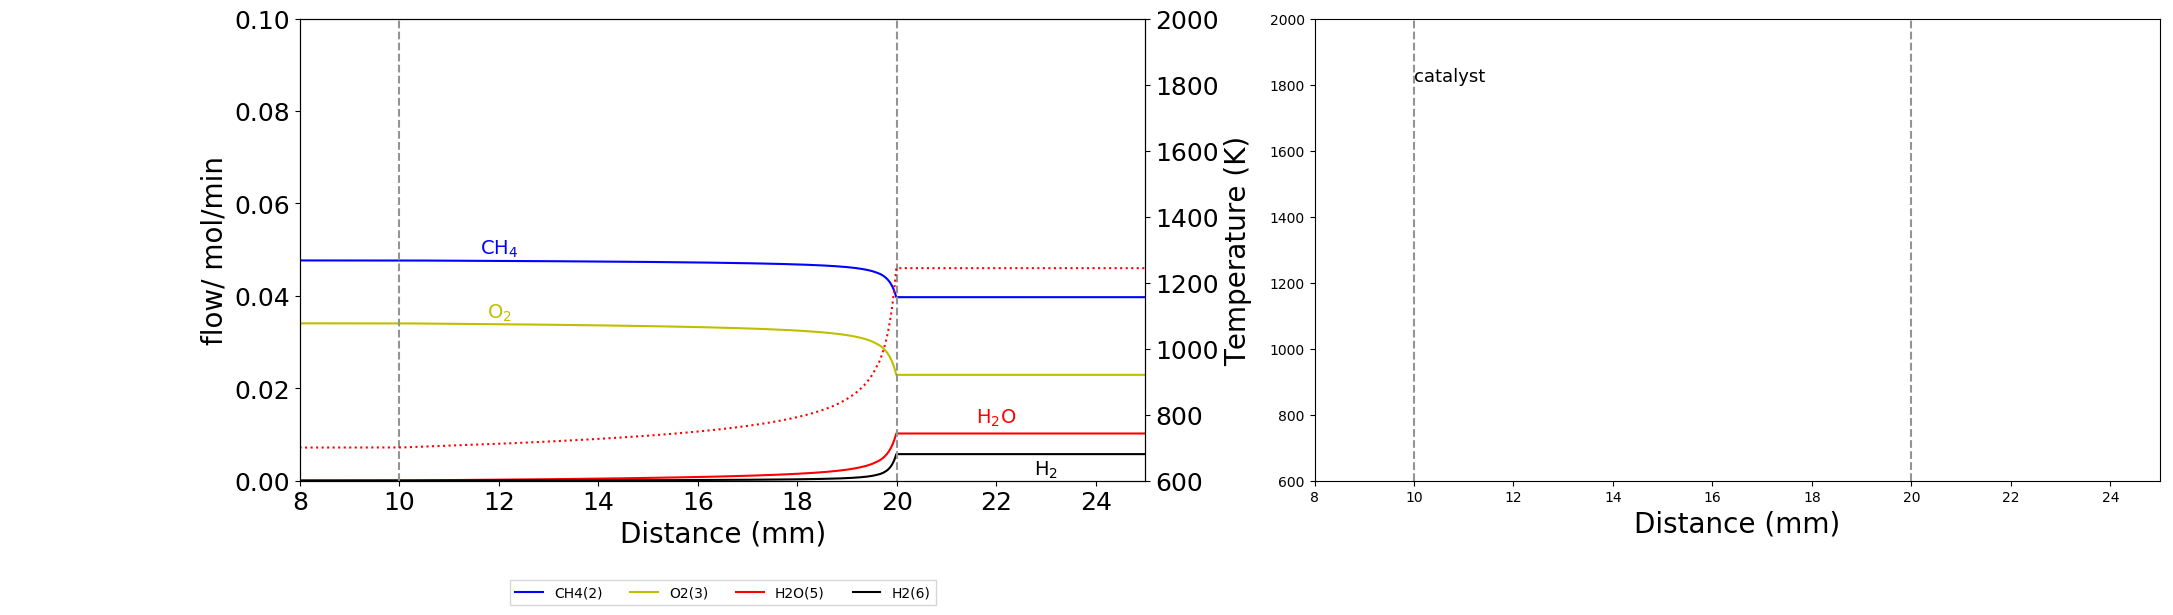 0.10
0.08
0.06
0.04
0.02
0.00
flow/ mol/min
CH4
O2
H2O
H2
2000
1800
1600
1400
1200
1000
800
600
Temperature (K)
8 10 12 14 16 18 20 22 24
Distance (mm)
CH4(2) O2(3) H2O(5) H2(6)
2000
1800
1600
1400
1200
1000
800
600
catalyst
8 10 12 14 16 18 20 22 24
Distance (mm)